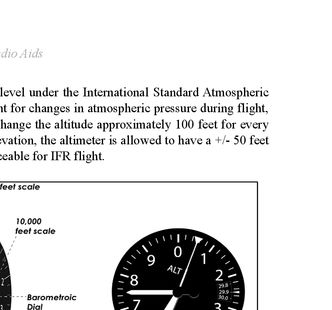 dio Aids
level under the International Standard Atmospheric
nt for changes in atmospheric pressure during flight,
hange the altitude approximately 100 feet for every
vation, the altimeter is allowed to have a +/- 50 feet
ceable for IFR flight.
feet scale
10,000
feet scale
Barometroic
Dial
ALT
0
1
2
3
9
8
7
29.8
29.9
30.0